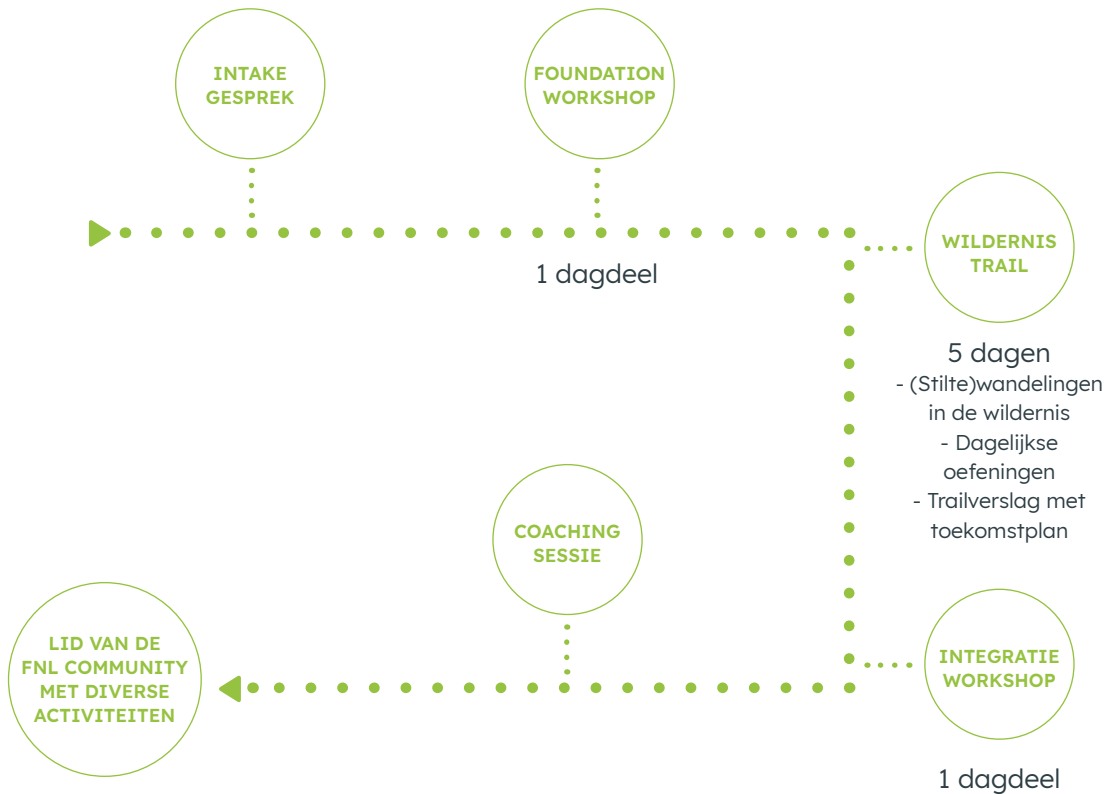 INTAKE
GESPREK
FOUNDATION
WORKSHOP
1 dagdeel
WILDERNIS
TRAIL
5 dagen
- (Stilte)wandelingen
in de wildernis
- Dagelijkse
oefeningen
- Trailverslag met
toekomstplan
INTEGRATIE
WORKSHOP
1 dagdeel
COACHING
SESSIE
LID VAN DE
FNL COMMUNITY
MET DIVERSE
ACTIVITEITEN